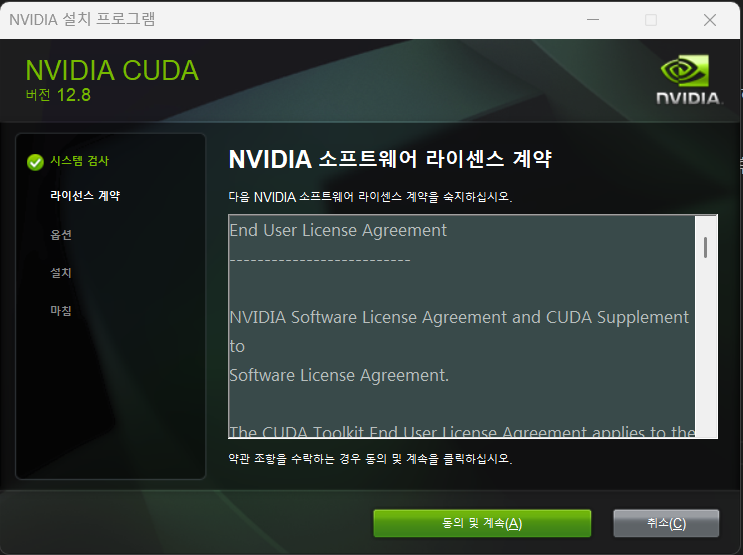 NVIDIA 설치 프로그램
NVIDIA CUDA
버전 12.8
NVIDIA.
시스템 검사
라이선스 계약
옵션
설치
마침
NVIDIA 소프트웨어 라이센스 계약
다음 NVIDIA 소프트웨어 라이센스 계약을 숙지하십시오.
End User License Agreement
--------------------------
NVIDIA Software License Agreement and CUDA Supplement
to
Software License Agreement.
The CUDA Toolkit End User License Agreement applies to the
약관 조항을 수락하는 경우 동의 및 계속을 클릭하십시오.
동의 및 계속(A)
취소(C)